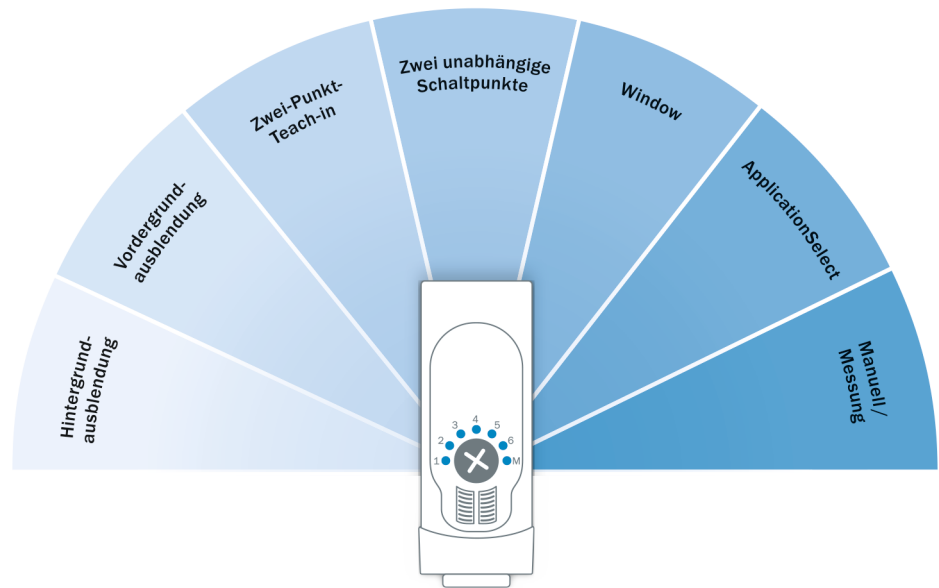 Hintergrund-
ausblendung
Vordergrund-
ausblendung
Zwei-Punkt-
Teach-in
Zwei unabhängige
Schaltpunkte
Window
ApplicationSelect
Manuell/
Messung
1
2
3
4
5
6
M